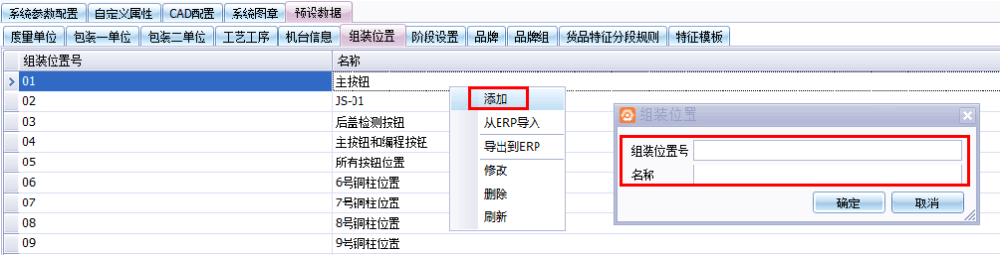 系统参数配置 自定义属性 CAD配置 系统图章 预设数据
度量单位 包装一单位 包装二单位 工艺工序 机台信息 组装位置 阶段设置 品牌 品牌组 货品特征分段规则 特征模板
组装位置号 名称
01 主按钮
02 JS-01
03 后盖检测按钮
04 主按钮和编程按钮
05 所有按钮位置
06 6号铜柱位置
07 7号铜柱位置
08 8号铜柱位置
09 9号铜柱位置
添加
从ERP导入
导出到ERP
修改
删除
刷新
组装位置
组装位置号
名称
确定 取消